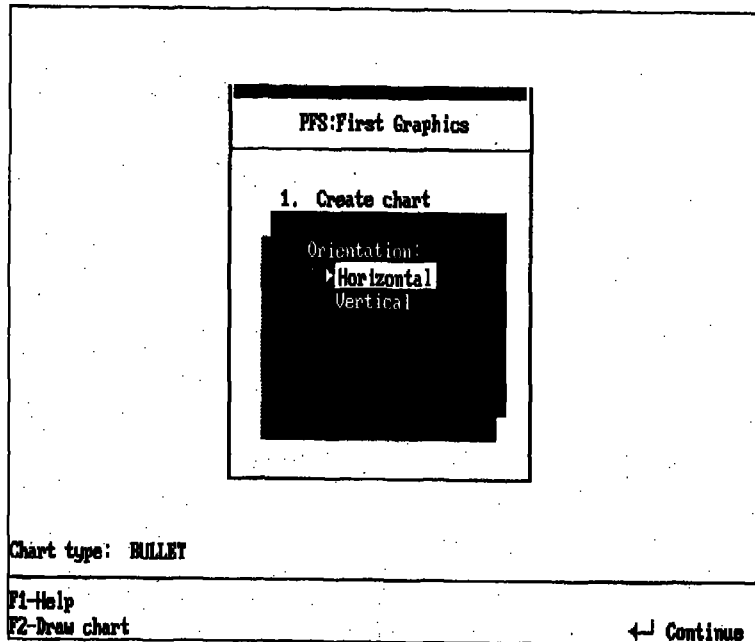 PFS:First Graphics
1. Create chart
Orientation:
Horizontal
Vertical
Chart type: BULLET
F1-Help
F2-Draw chart
Continue